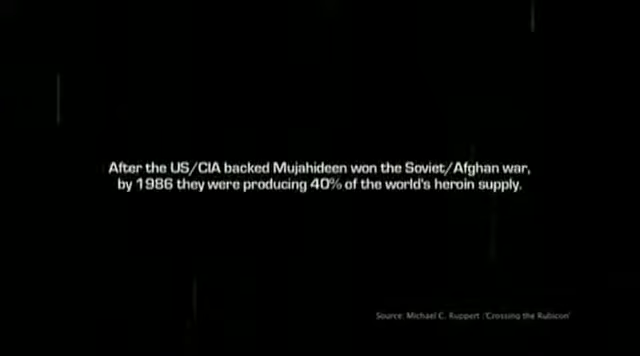 After the US/CIA backed Mujahideen won the Soviet/Afghan war,
by 1986 they were producing 40% of the world's heroin supply.
Source: Michael C. Ruppert :'Crossing the Rubicon'